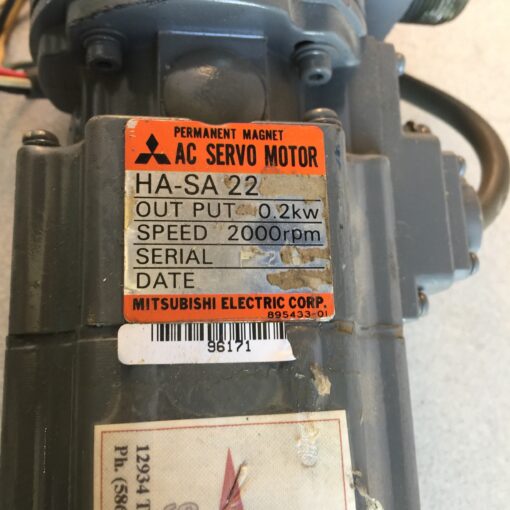 PERMANENT MAGNET
AC SERVO MOTOR
HA-SA 22
OUT PUT 0.2kw
SPEED 2000rpm
SERIAL
DATE
MITSUBISHI ELECTRIC CORP.
895433-01
96171
12934 T
Ph. (586